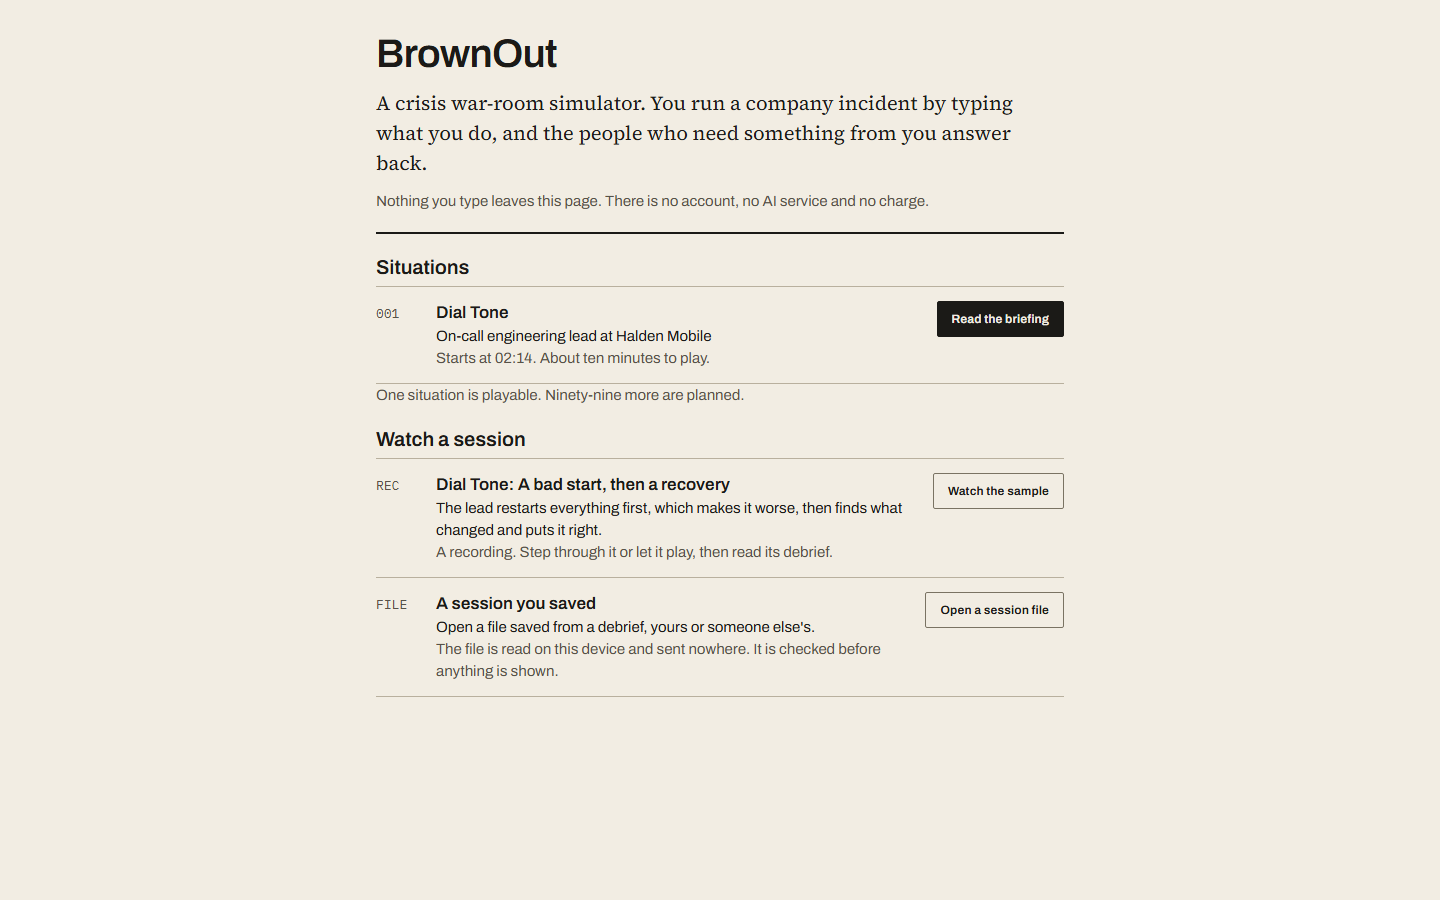 BrownOut
A crisis war-room simulator. You run a company incident by typing
what you do, and the people who need something from you answer
back.
Nothing you type leaves this page. There is no account, no AI service and no charge.
Situations
001
Dial Tone
On-call engineering lead at Halden Mobile
Starts at 02:14. About ten minutes to play.
Read the briefing
One situation is playable. Ninety-nine more are planned.
Watch a session
REC
Dial Tone: A bad start, then a recovery
The lead restarts everything first, which makes it worse, then finds what
changed and puts it right.
A recording. Step through it or let it play, then read its debrief.
Watch the sample
FILE
A session you saved
Open a file saved from a debrief, yours or someone else's.
The file is read on this device and sent nowhere. It is checked before
anything is shown.
Open a session file